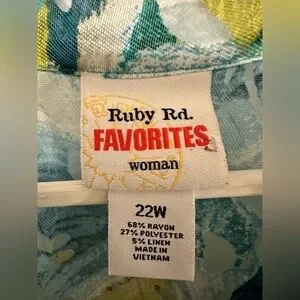 Ruby Rd.
FAVORITES
woman
22W
68% RAYON
27% POLYESTER
5% LINEN
MADE IN
VIETNAM